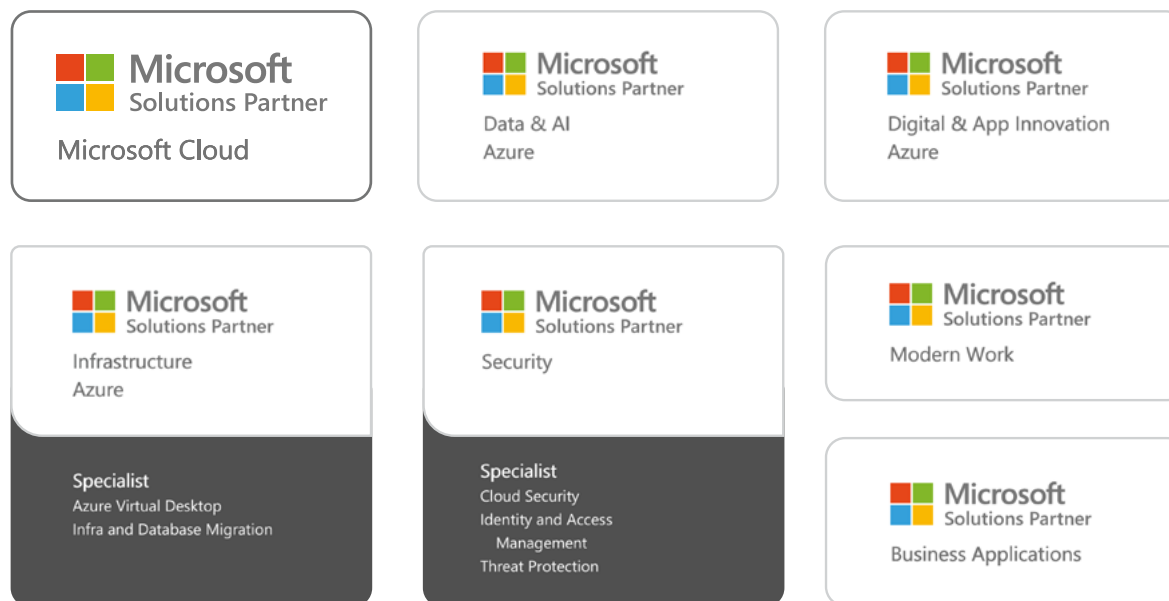 Microsoft
Solutions Partner
Microsoft Cloud
Microsoft
Solutions Partner
Data & AI
Azure
Microsoft
Solutions Partner
Digital & App Innovation
Azure
Microsoft
Solutions Partner
Infrastructure
Azure
Specialist
Azure Virtual Desktop
Infra and Database Migration
Microsoft
Solutions Partner
Security
Specialist
Cloud Security
Identity and Access
Management
Threat Protection
Microsoft
Solutions Partner
Modern Work
Microsoft
Solutions Partner
Business Applications